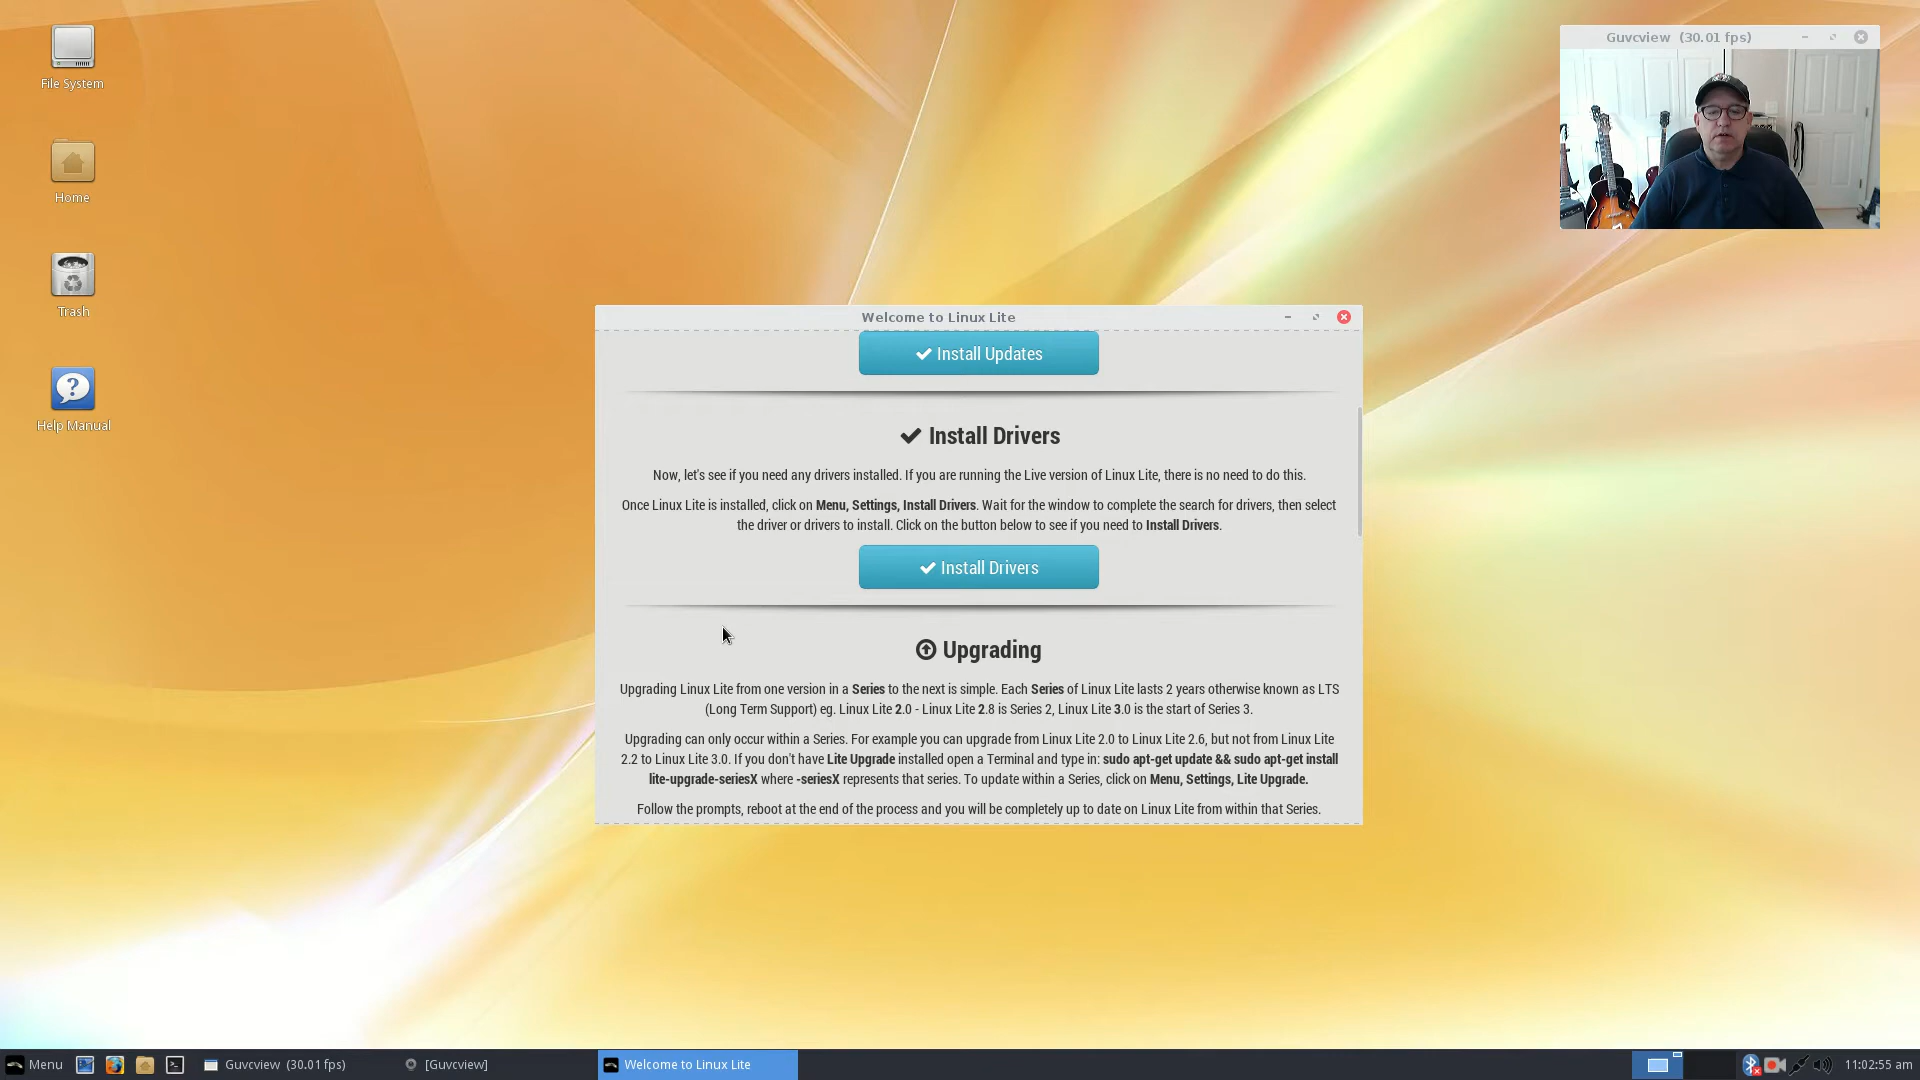 File System
Home
Trash
Help Manual
Guvcview (30.01 fps)
Welcome to Linux Lite
Install Updates
Install Drivers
Now, let's see if you need any drivers installed. If you are running the Live version of Linux Lite, there is no need to do this.
Once Linux Lite is installed, click on Menu, Settings, Install Drivers. Wait for the window to complete the search for drivers, then select
the driver or drivers to install. Click on the button below to see if you need to Install Drivers.
Install Drivers
Upgrading
Upgrading Linux Lite from one version in a Series to the next is simple. Each Series of Linux Lite lasts 2 years otherwise known as LTS
(Long Term Support) eg. Linux Lite 2.0 - Linux Lite 2.8 is Series 2, Linux Lite 3.0 is the start of Series 3.
Upgrading can only occur within a Series. For example you can upgrade from Linux Lite 2.0 to Linux Lite 2.6, but not from Linux Lite
2.2 to Linux Lite 3.0. If you don't have Lite Upgrade installed open a Terminal and type in: sudo apt-get update && sudo apt-get install
lite-upgrade-seriesX where -seriesX represents that series. To update within a Series, click on Menu, Settings, Lite Upgrade.
Follow the prompts, reboot at the end of the process and you will be completely up to date on Linux Lite from within that Series.
Menu
Guvcview (30.01 fps)
[Guvcview]
Welcome to Linux Lite
11:02:55 am